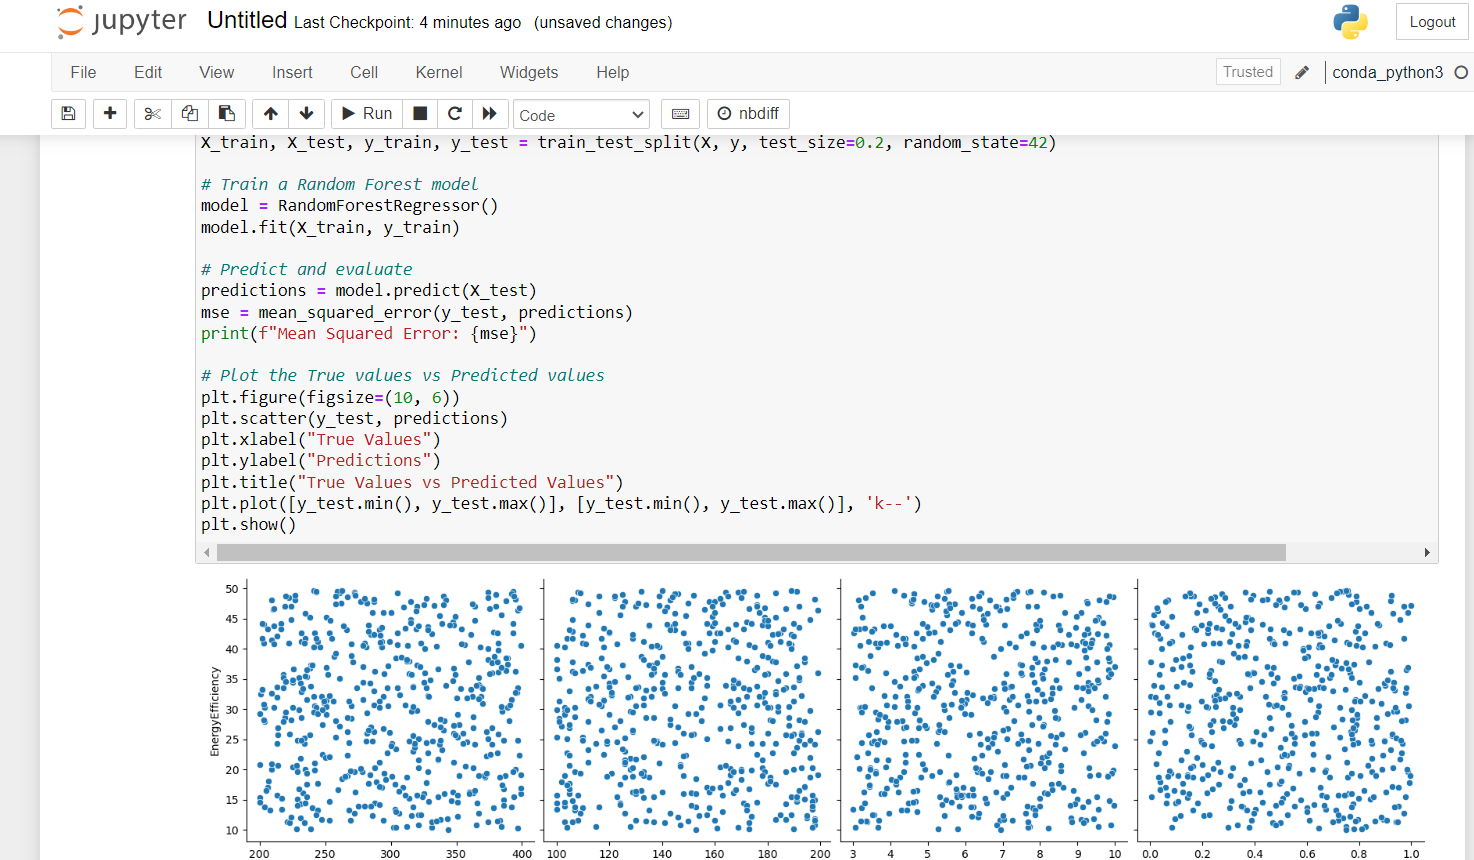 jupyter Untitled Last Checkpoint: 4 minutes ago (unsaved changes) Logout
File Edit View Insert Cell Kernel Widgets Help Trusted conda_python3
Run Code nbdiff
X_train, X_test, y_train, y_test = train_test_split(X, y, test_size=0.2, random_state=42)
# Train a Random Forest model
model = RandomForestRegressor()
model.fit(X_train, y_train)
# Predict and evaluate
predictions = model.predict(X_test)
mse = mean_squared_error(y_test, predictions)
print(f"Mean Squared Error: {mse}")
# Plot the True values vs Predicted values
plt.figure(figsize=(10, 6))
plt.scatter(y_test, predictions)
plt.xlabel("True Values")
plt.ylabel("Predictions")
plt.title("True Values vs Predicted Values")
plt.plot([y_test.min(), y_test.max()], [y_test.min(), y_test.max()], 'k--')
plt.show()
EnergyEfficiency
50
45
40
35
30
25
20
15
10
200 250 300 350 400 100 120 140 160 180 200 3 4 5 6 7 8 9 10 0.0 0.2 0.4 0.6 0.8 1.0